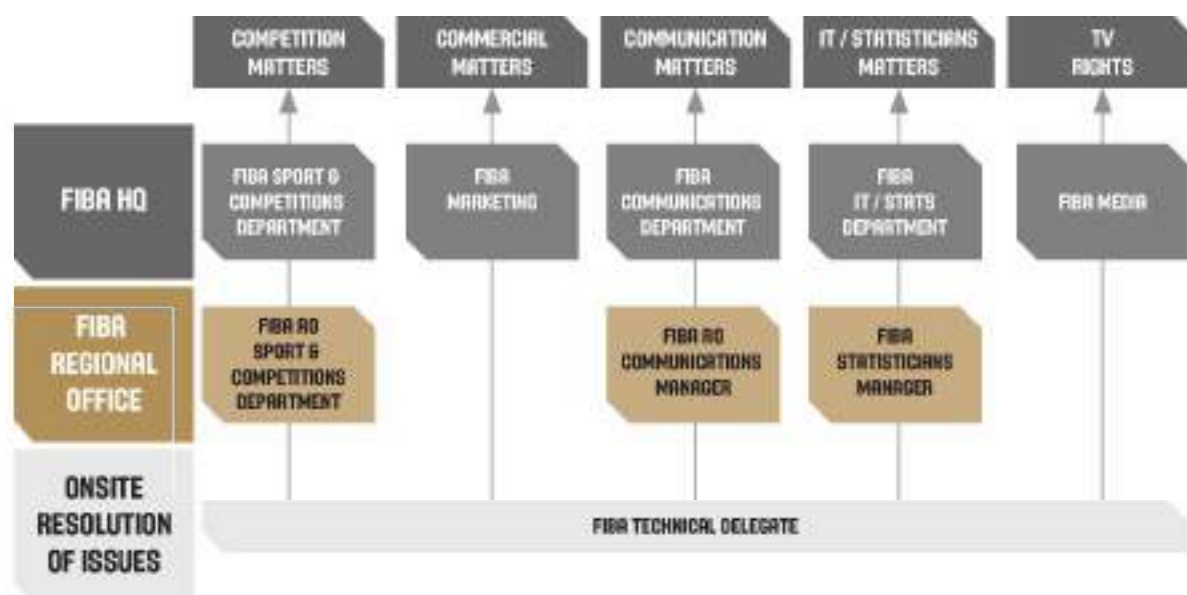 COMPETITION
MATTERS
COMMERCIAL
MATTERS
COMMUNICATION
MATTERS
IT / STATISTICIANS
MATTERS
TV
RIGHTS
FIBA HQ
FIBA SPORT &
COMPETITIONS
DEPARTMENT
FIBA
MARKETING
FIBA
COMMUNICATIONS
DEPARTMENT
FIBA
IT / STATS
DEPARTMENT
FIBA MEDIA
FIBA
REGIONAL
OFFICE
FIBA RO
SPORT &
COMPETITIONS
DEPARTMENT
FIBA RO
COMMUNICATIONS
MANAGER
FIBA
STATISTICIANS
MANAGER
ONSITE
RESOLUTION
OF ISSUES
FIBA TECHNICAL DELEGATE